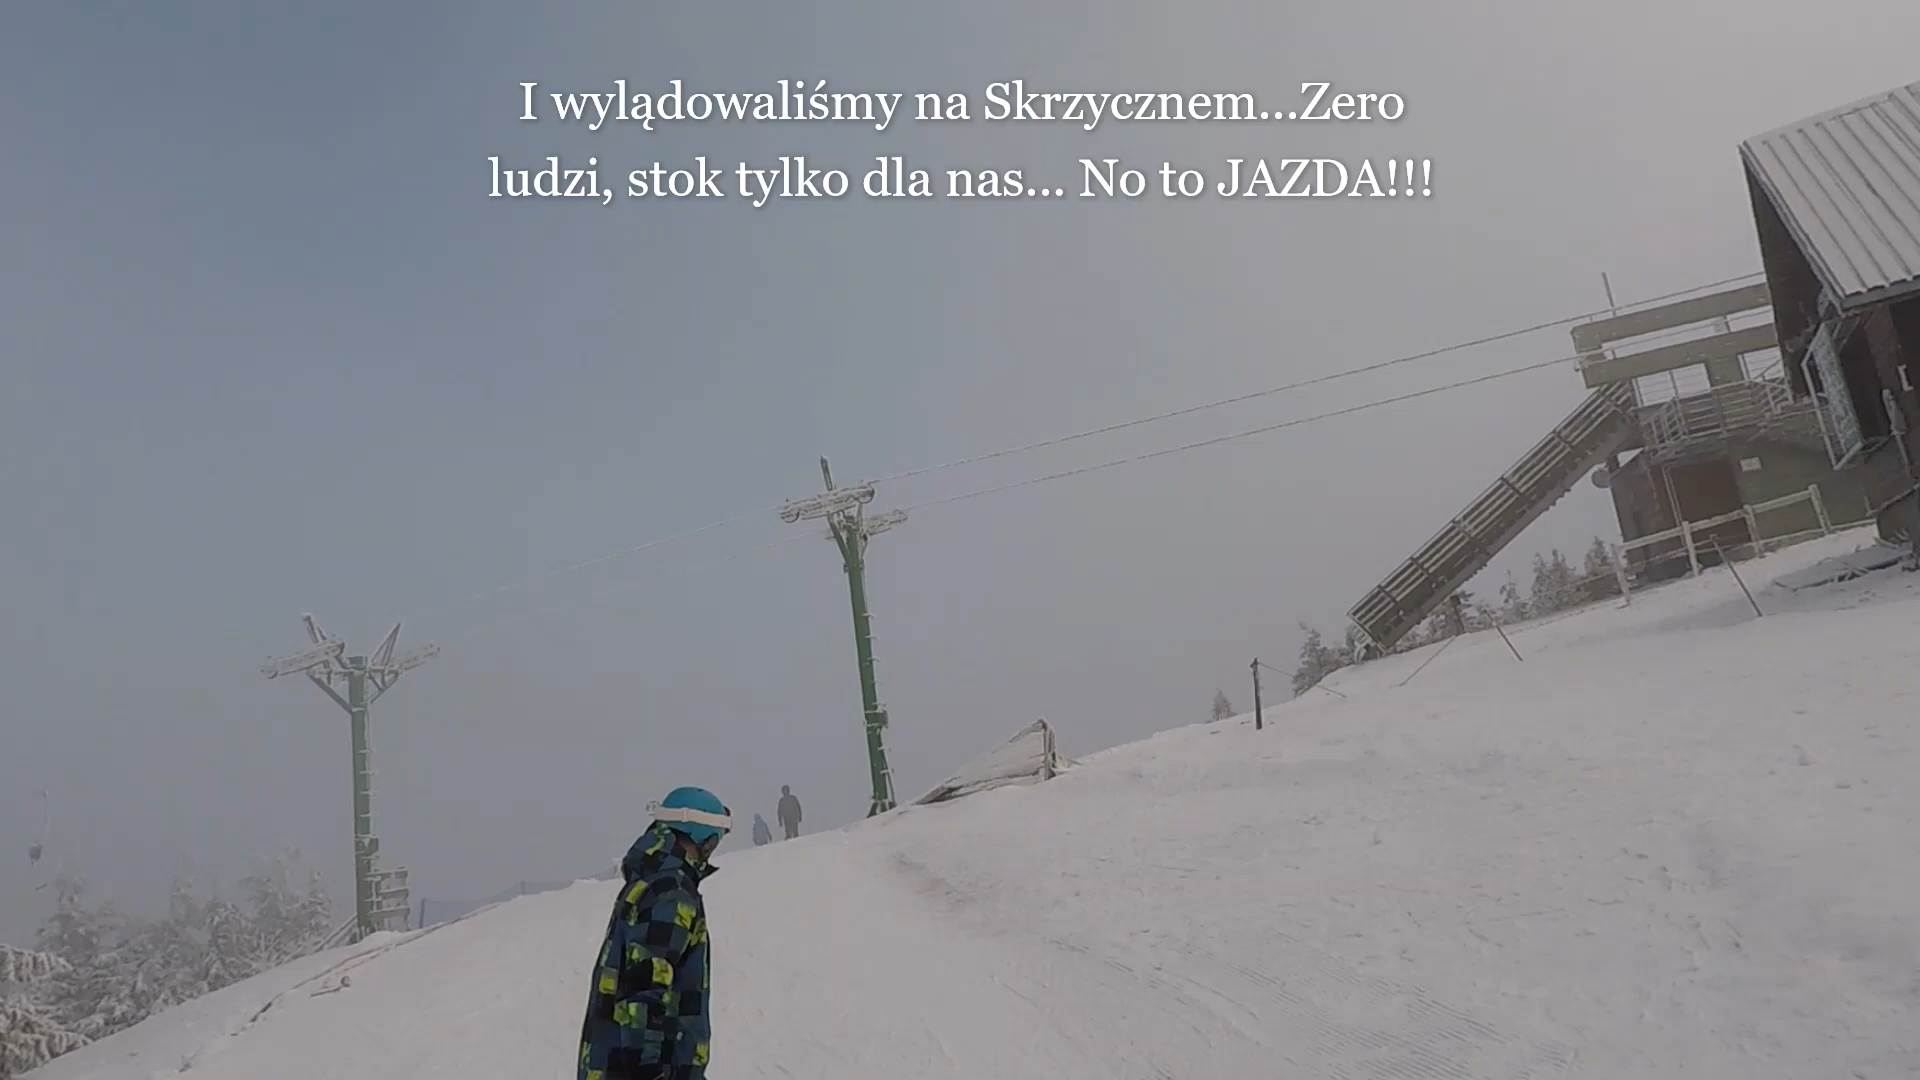 I wylądowaliśmy na Skrzycznem...Zero
ludzi, stok tylko dla nas... No to JAZDA!!!